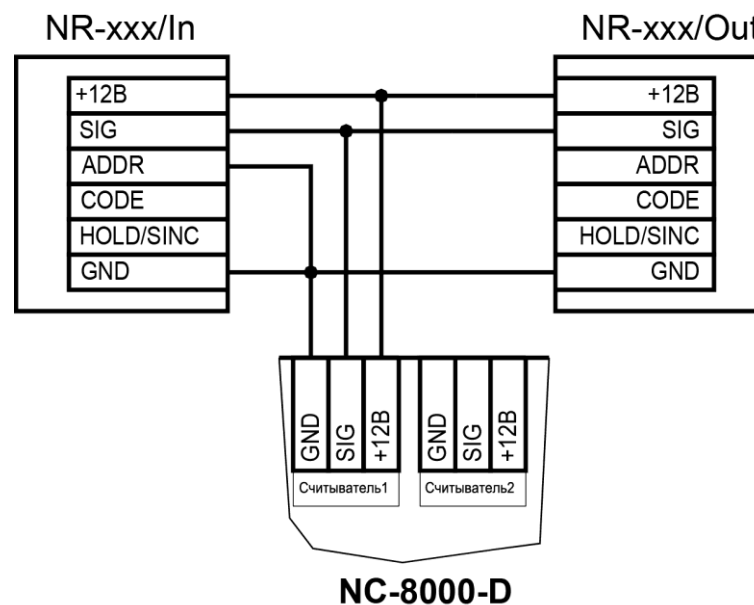 NR-xxx/In
NR-xxx/Out
+12В
SIG
ADDR
CODE
HOLD/SINC
GND
+12В
SIG
ADDR
CODE
HOLD/SINC
GND
GND
SIG
+12В
GND
SIG
+12В
Считыватель1
Считыватель2
NC-8000-D